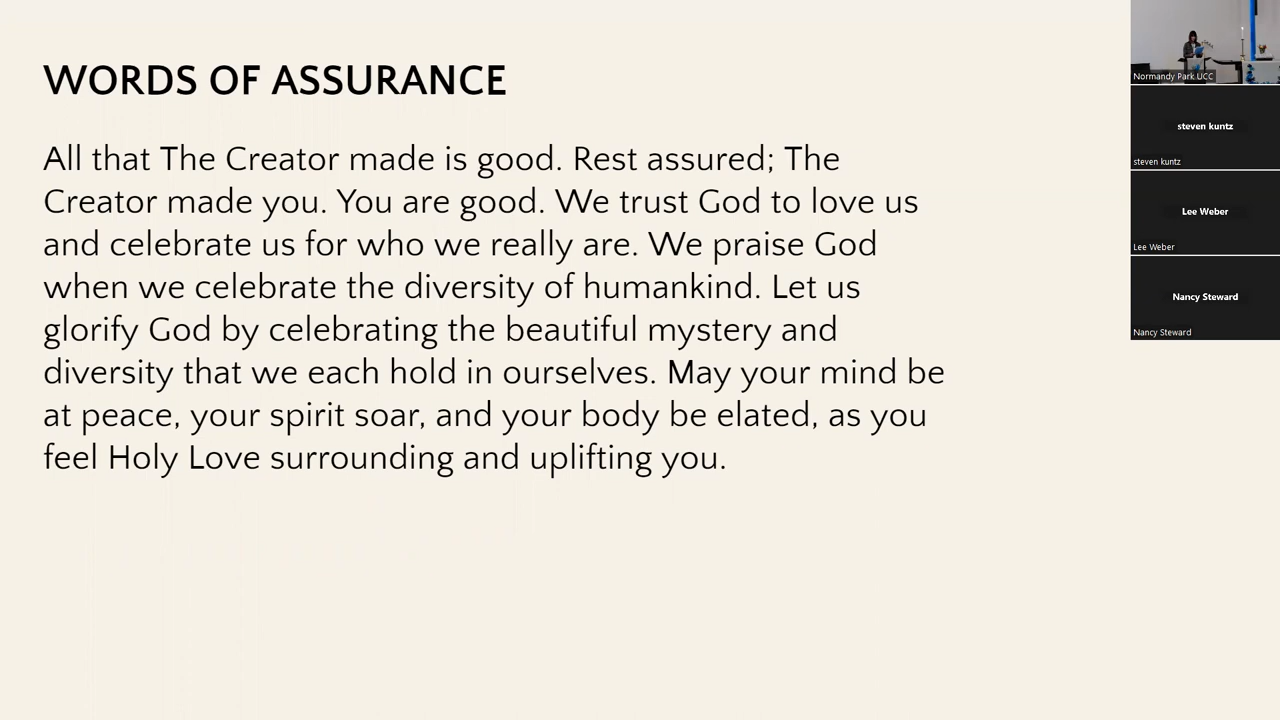 WORDS OF ASSURANCE
All that The Creator made is good. Rest assured; The
Creator made you. You are good. We trust God to love us
and celebrate us for who we really are. We praise God
when we celebrate the diversity of humankind. Let us
glorify God by celebrating the beautiful mystery and
diversity that we each hold in ourselves. May your mind be
at peace, your spirit soar, and your body be elated, as you
feel Holy Love surrounding and uplifting you.
Normandy Park UCC
steven kuntz
steven kuntz
Lee Weber
Lee Weber
Nancy Steward
Nancy Steward